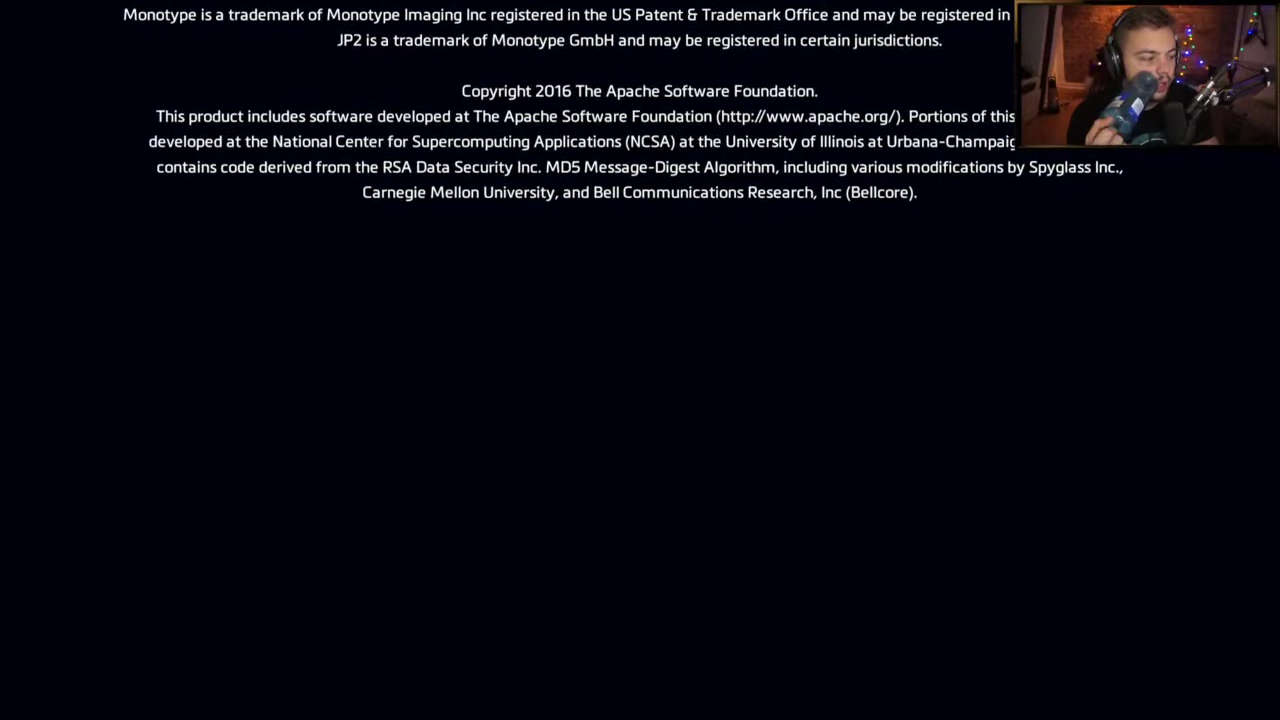 Monotype is a trademark of Monotype Imaging Inc registered in the US Patent & Trademark Office and may be registered in
JP2 is a trademark of Monotype GmbH and may be registered in certain jurisdictions.
Copyright 2016 The Apache Software Foundation.
This product includes software developed at The Apache Software Foundation (http://www.apache.org/). Portions of this
developed at the National Center for Supercomputing Applications (NCSA) at the University of Illinois at Urbana-Champaig
contains code derived from the RSA Data Security Inc. MD5 Message-Digest Algorithm, including various modifications by Spyglass Inc.,
Carnegie Mellon University, and Bell Communications Research, Inc (Bellcore).